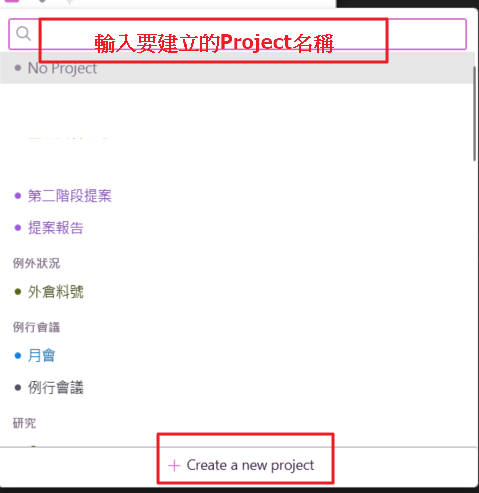 輸入要建立的Project名稱
No Project
第二階段提案
提案報告
例外狀況
外倉料號
例行會議
月會
例行會議
研究
+ Create a new project